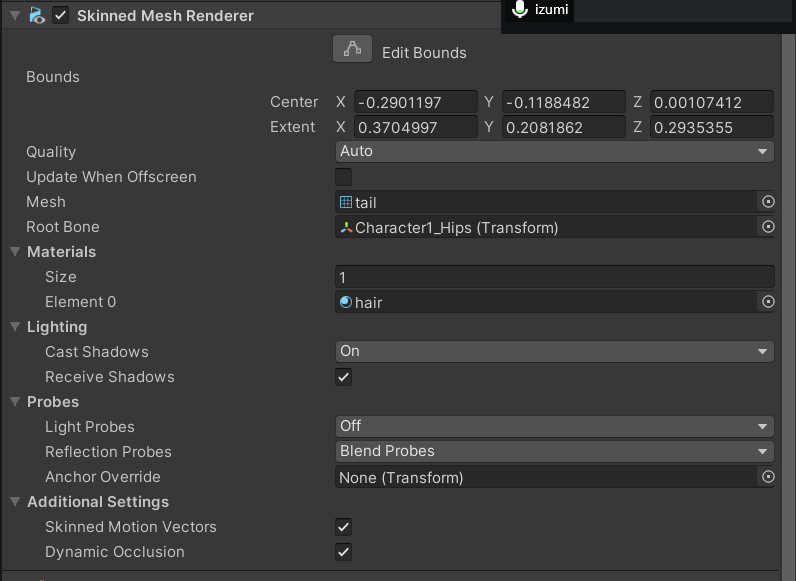 Skinned Mesh Renderer
izumi
Edit Bounds
Bounds
Center X -0.2901197 Y -0.1188482 Z 0.00107412
Extent X 0.3704997 Y 0.2081862 Z 0.2935355
Quality Auto
Update When Offscreen
Mesh tail
Root Bone Character1_Hips (Transform)
Materials
Size 1
Element 0 hair
Lighting
Cast Shadows On
Receive Shadows
Probes
Light Probes Off
Reflection Probes Blend Probes
Anchor Override None (Transform)
Additional Settings
Skinned Motion Vectors
Dynamic Occlusion